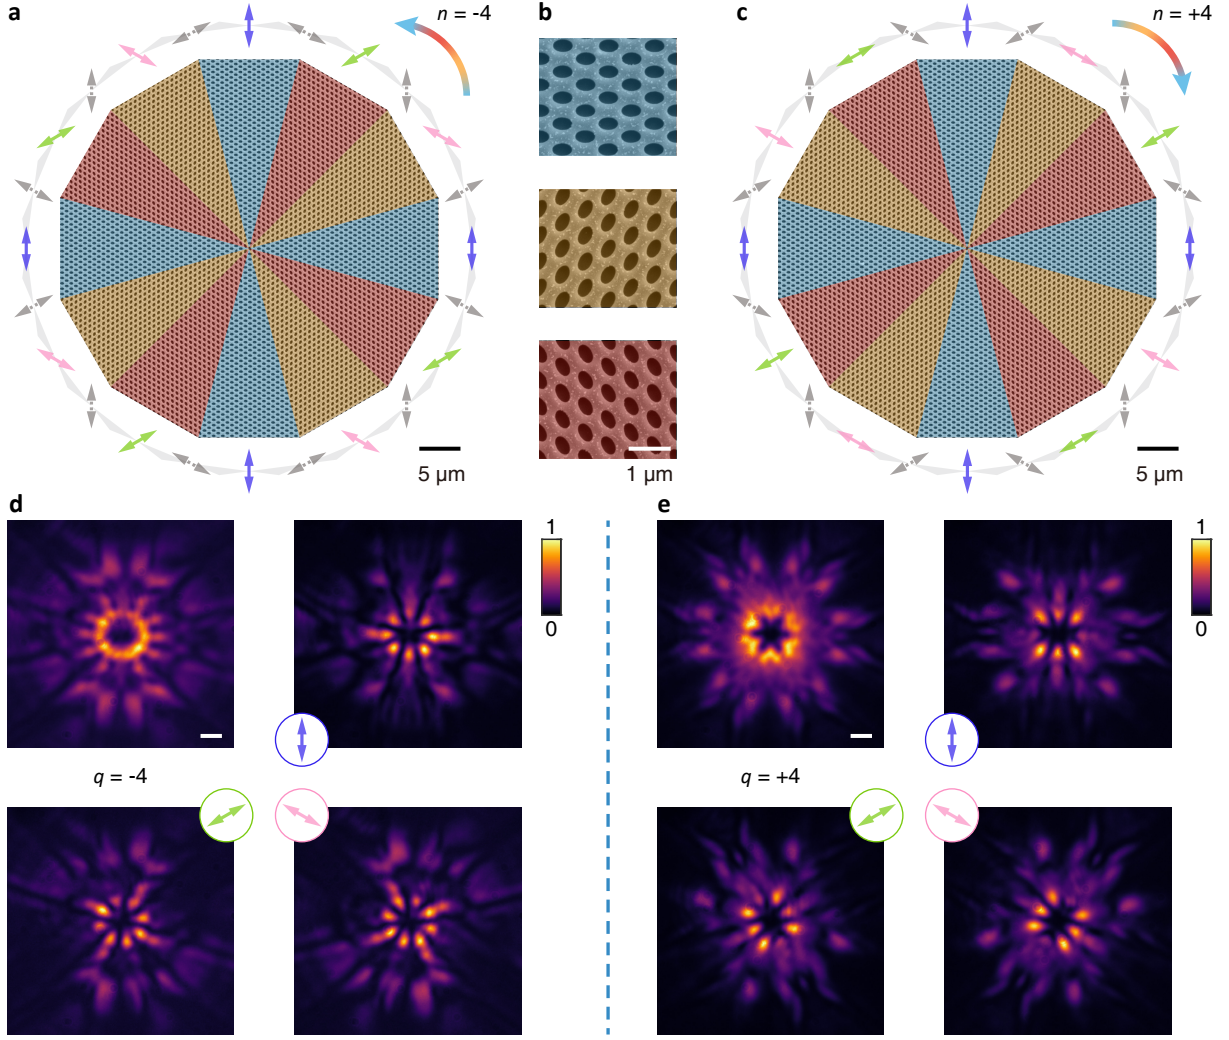 a
n = -4
b
c
n = +4
5 µm
1 µm
5 µm
d
1
0
e
1
0
q = -4
q = +4